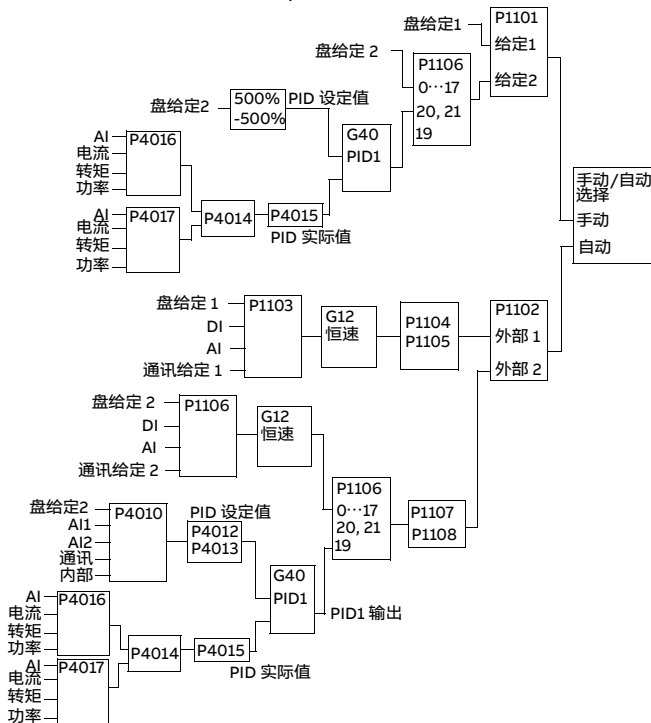 盘给定1
P1101
给定1
给定2
盘给定 2
P1106
0…17
20, 21
19
盘给定2
500%
-500%
PID 设定值
G40
PID1
AI
电流
转矩
功率
P4016
AI
电流
转矩
功率
P4017
P4014
P4015
PID 实际值
手动/自动
选择
手动
自动
盘给定 1
DI
AI
通讯给定 1
P1103
G12
恒速
P1104
P1105
P1102
外部 1
外部 2
盘给定 2
DI
AI
通讯给定 2
P1106
G12
恒速
P1106
0…17
20, 21
19
P1107
P1108
盘给定2
AI1
AI2
通讯
内部
P4010
PID 设定值
P4012
P4013
G40
PID1
PID1 输出
AI
电流
转矩
功率
P4016
AI
电流
转矩
功率
P4017
P4014
P4015
PID 实际值